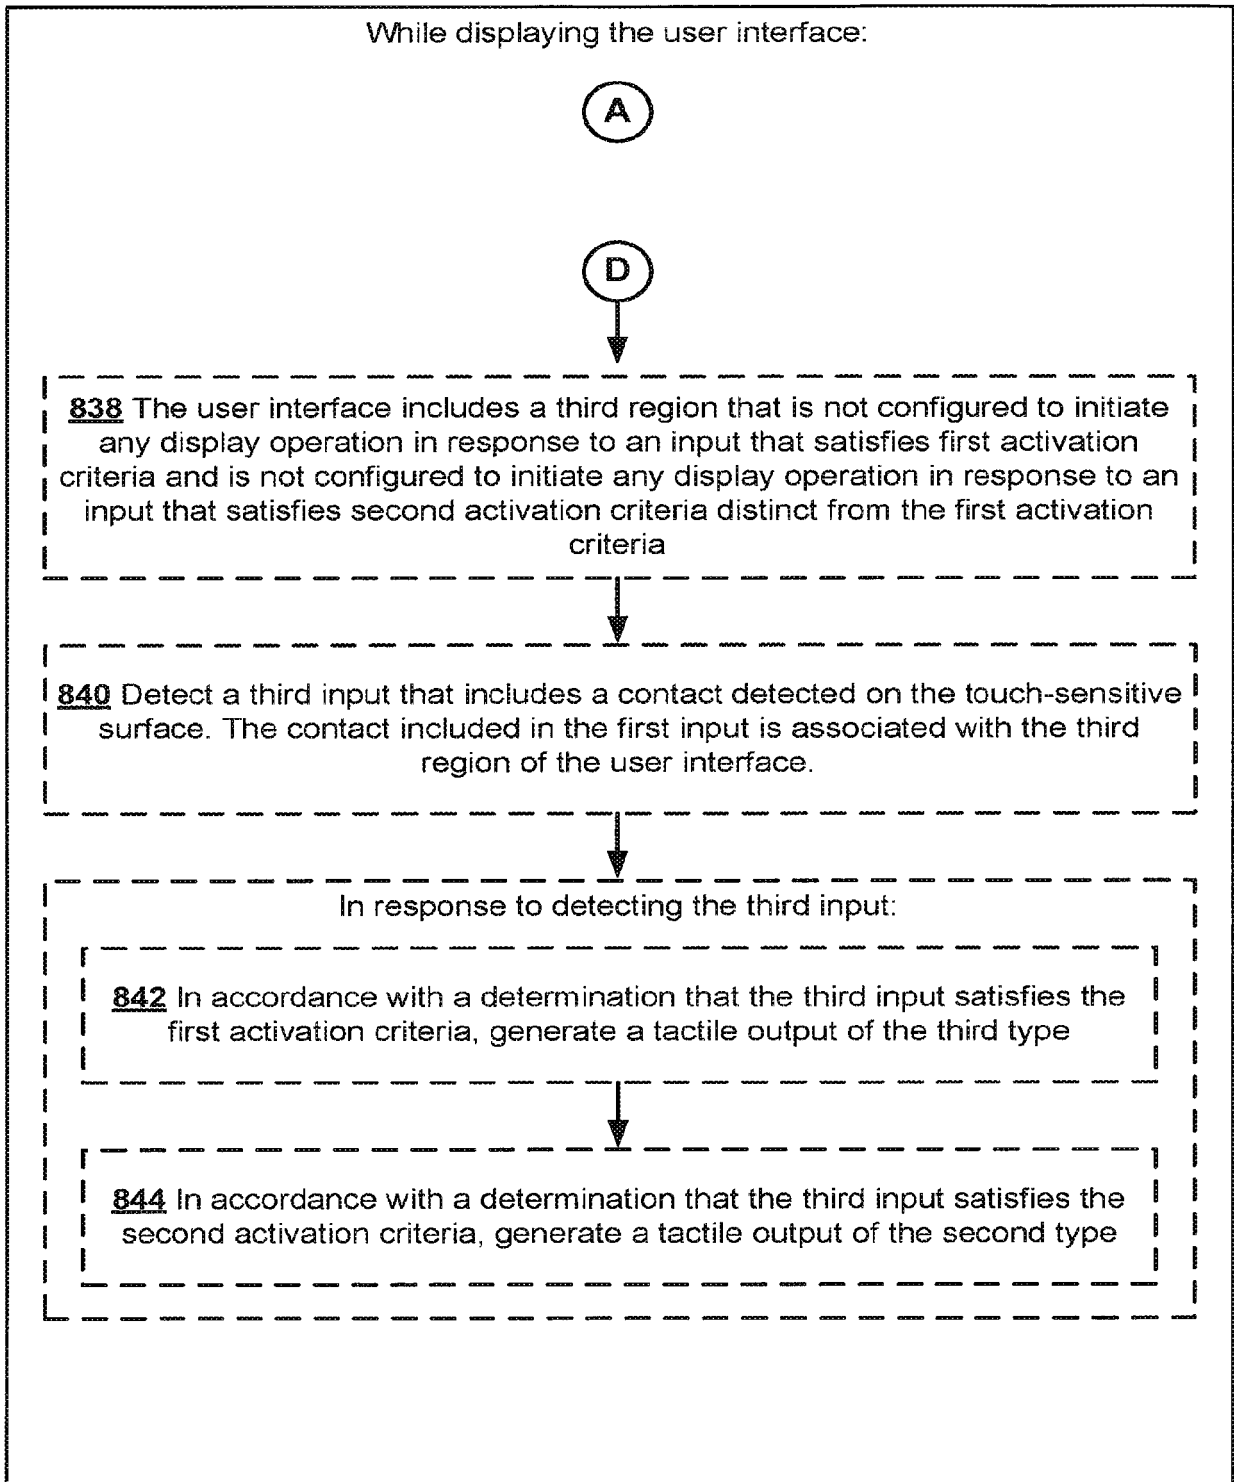 While displaying the user interface:
A
D
838 The user interface includes a third region that is not configured to initiate
any display operation in response to an input that satisfies first activation
criteria and is not configured to initiate any display operation in response to an
input that satisfies second activation criteria distinct from the first activation
criteria
840 Detect a third input that includes a contact detected on the touch-sensitive
surface. The contact included in the first input is associated with the third
region of the user interface.
In response to detecting the third input:
842 In accordance with a determination that the third input satisfies the
first activation criteria, generate a tactile output of the third type
844 In accordance with a determination that the third input satisfies the
second activation criteria, generate a tactile output of the second type